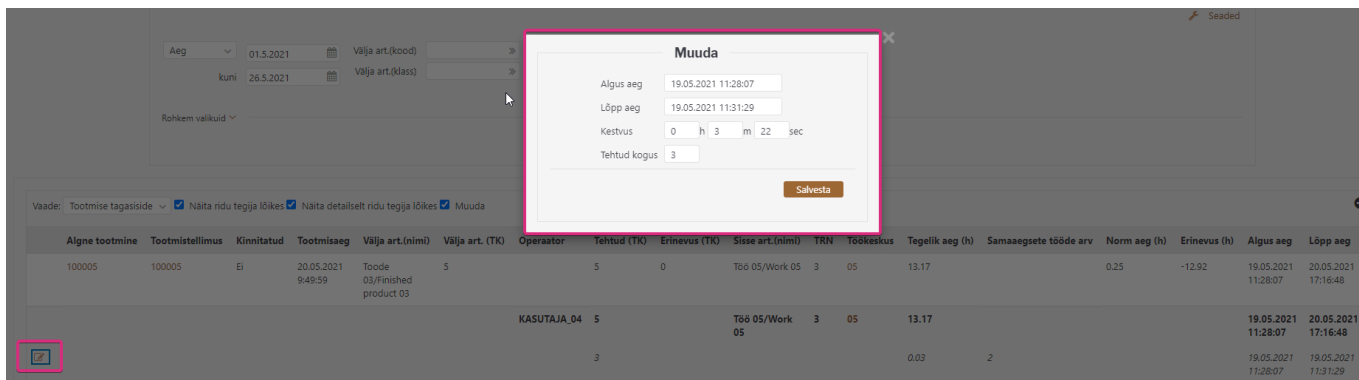 Seaded
Aeg 01.5.2021 Välja art.(kood)
kuni 26.5.2021 Välja art.(klass)
Rohkem valikuid
Muuda
Algus aeg 19.05.2021 11:28:07
Lõpp aeg 19.05.2021 11:31:29
Kestvus 0 h 3 m 22 sec
Tehtud kogus 3
Salvesta
Vaade: Tootmise tagasiside Näita ridu tegija lõikes Näita detailselt ridu tegija lõikes Muuda
Algne tootmine Tootmistellimus Kinnitatud Tootmisaeg Välja art.(nimi) Välja art. (TK) Operaator Tehtud (TK) Erinevus (TK) Sisse art.(nimi) TRN Töökeskus Tegelik aeg (h) Samaaegsete tööde arv Norm aeg (h) Erinevus (h) Algus aeg Lõpp aeg
100005 100005 Ei 20.05.2021 Toode 5 5 0 Töö 05/Work 05 3 05 13.17 0.25 -12.92 19.05.2021 20.05.2021
9:49:59 03/Finished 11:28:07 17:16:48
product 03
KASUTAJA_04 5 Töö 05/Work 3 05 13.17 19.05.2021 20.05.2021
05 11:28:07 17:16:48
3 0.03 2 19.05.2021 19.05.2021
11:28:07 11:31:29